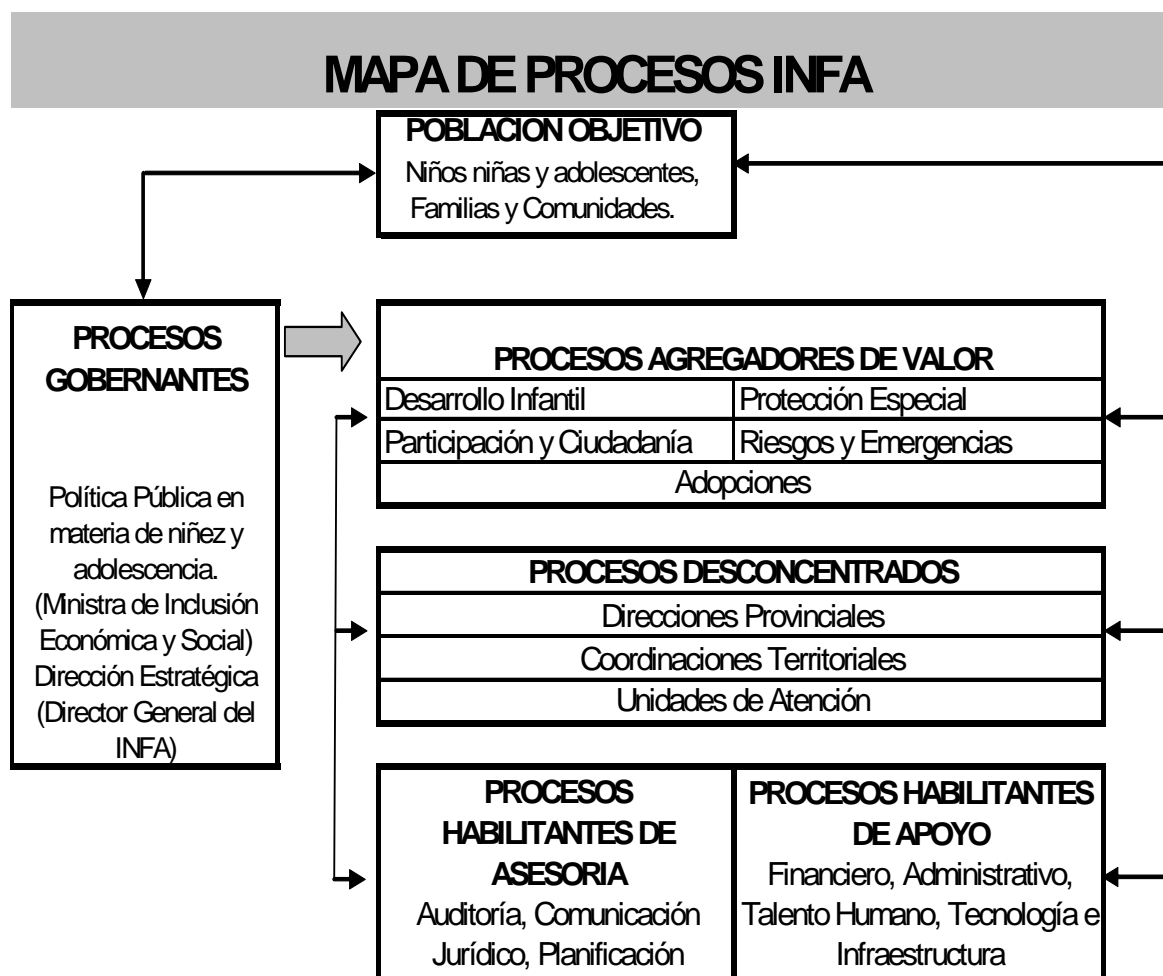 MAPA DE PROCESOS INFA
POBLACION OBJETIVO
Niños niñas y adolescentes,
Familias y Comunidades.
PROCESOS
GOBERNANTES
Política Pública en
materia de niñez y
adolescencia.
(Ministra de Inclusión
Económica y Social)
Dirección Estratégica
(Director General del
INFA)
PROCESOS AGREGADORES DE VALOR
Desarrollo Infantil
Protección Especial
Participación y Ciudadanía
Riesgos y Emergencias
Adopciones
PROCESOS DESCONCENTRADOS
Direcciones Provinciales
Coordinaciones Territoriales
Unidades de Atención
PROCESOS
HABILITANTES DE
ASESORIA
Auditoría, Comunicación
Jurídico, Planificación
PROCESOS HABILITANTES
DE APOYO
Financiero, Administrativo,
Talento Humano, Tecnología e
Infraestructura